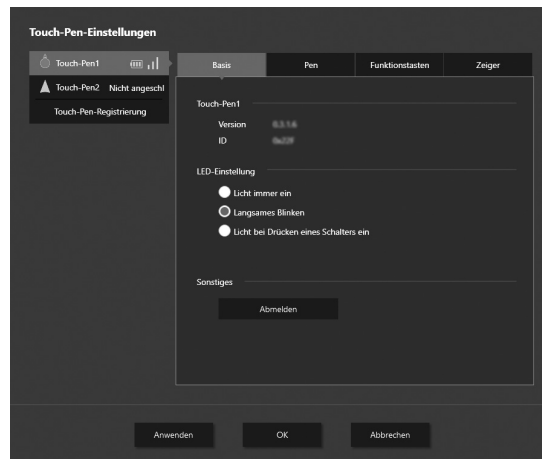 Touch-Pen-Einstellungen
Touch-Pen1
Touch-Pen2 Nicht angeschl
Touch-Pen-Registrierung
Basis Pen Funktionstasten Zeiger
Touch-Pen1
Version
ID
LED-Einstellung
Licht immer ein
Langsames Blinken
Licht bei Drücken eines Schalters ein
Sonstiges
Abmelden
Anwenden OK Abbrechen